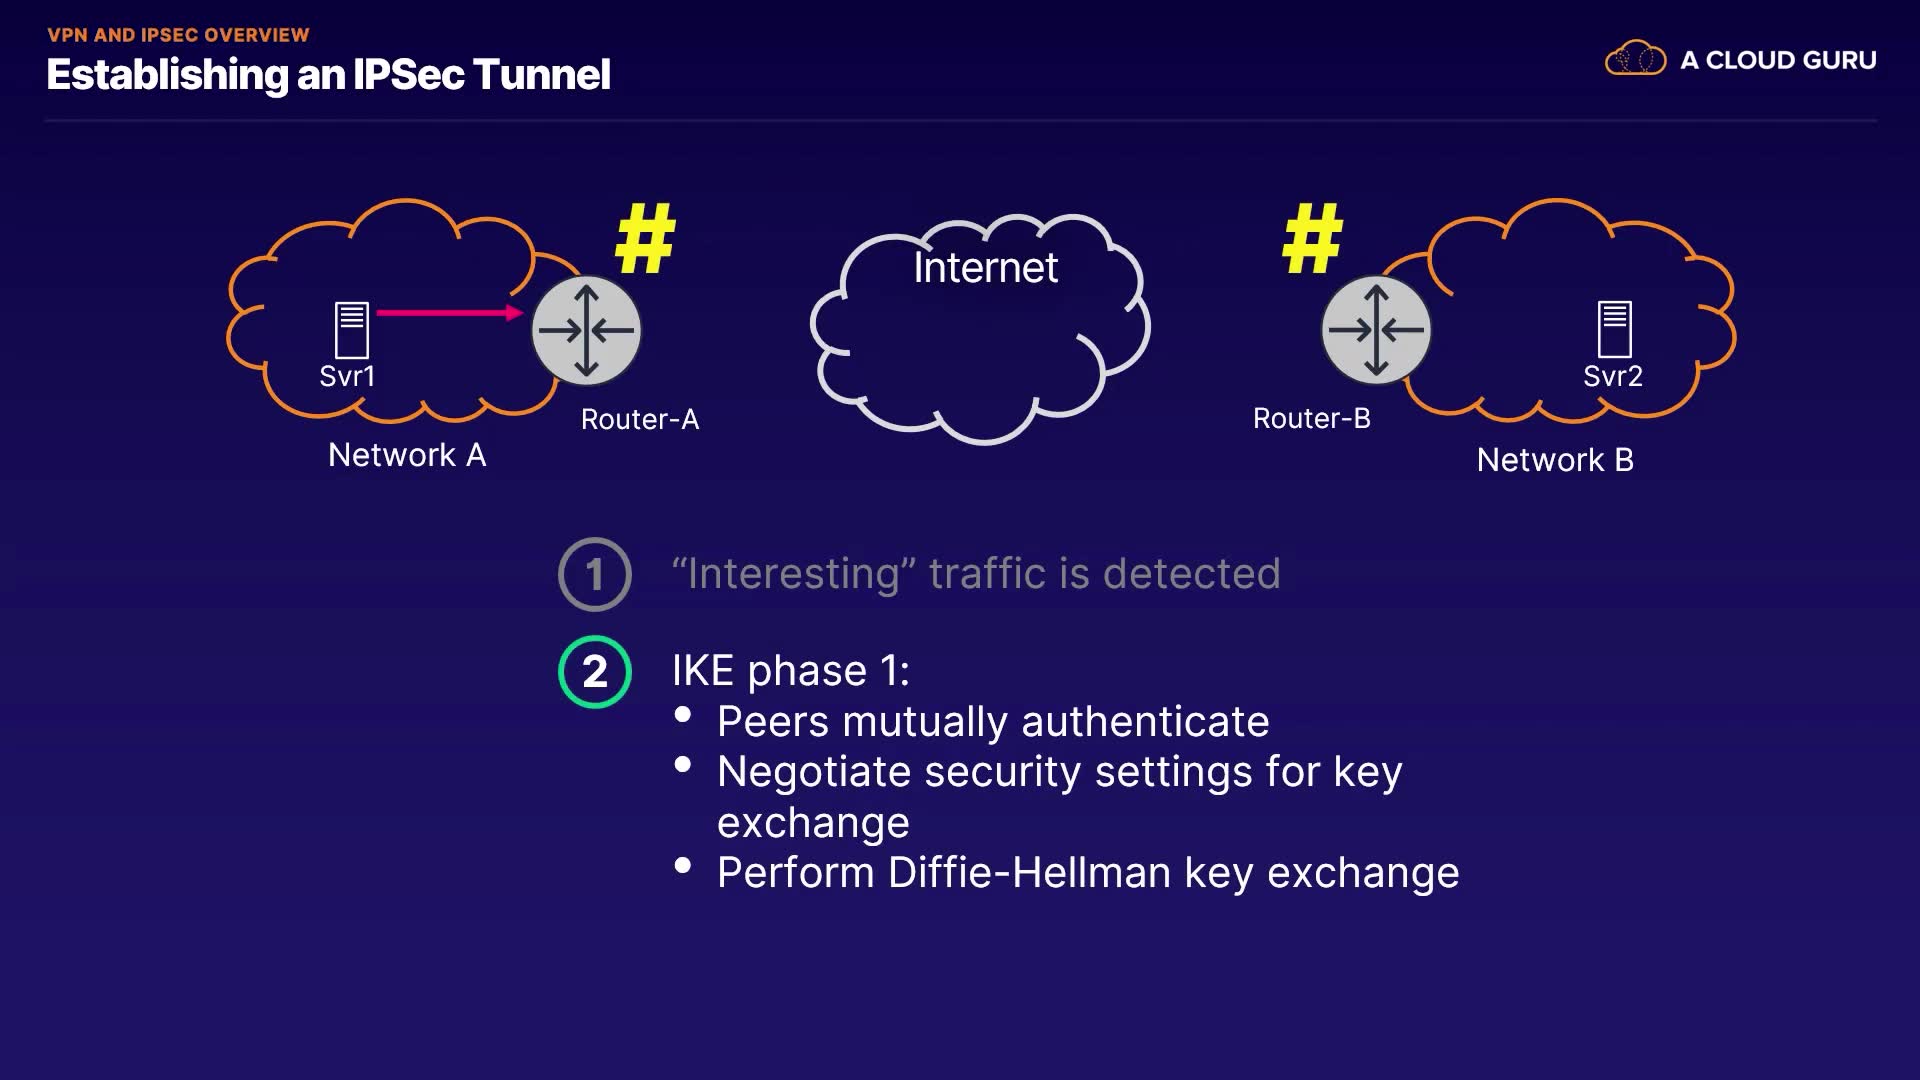 VPN AND IPSEC OVERVIEW
Establishing an IPSec Tunnel
A CLOUD GURU
#
#
Internet
Svr1
Svr2
Router-A
Router-B
Network A
Network B
1
“Interesting” traffic is detected
2
IKE phase 1:
• Peers mutually authenticate
• Negotiate security settings for key
exchange
• Perform Diffie-Hellman key exchange